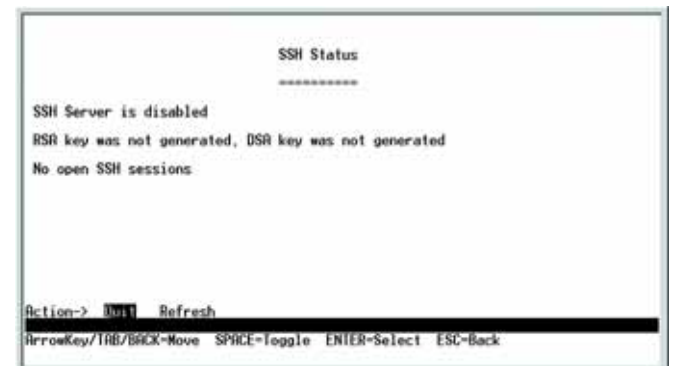 SSH Status
==========
SSH Server is disabled
RSA key was not generated, DSA key was not generated
No open SSH sessions
Action-> Quit Refresh
ArrowKey/TAB/BACK=Move SPACE=Toggle ENTER=Select ESC=Back